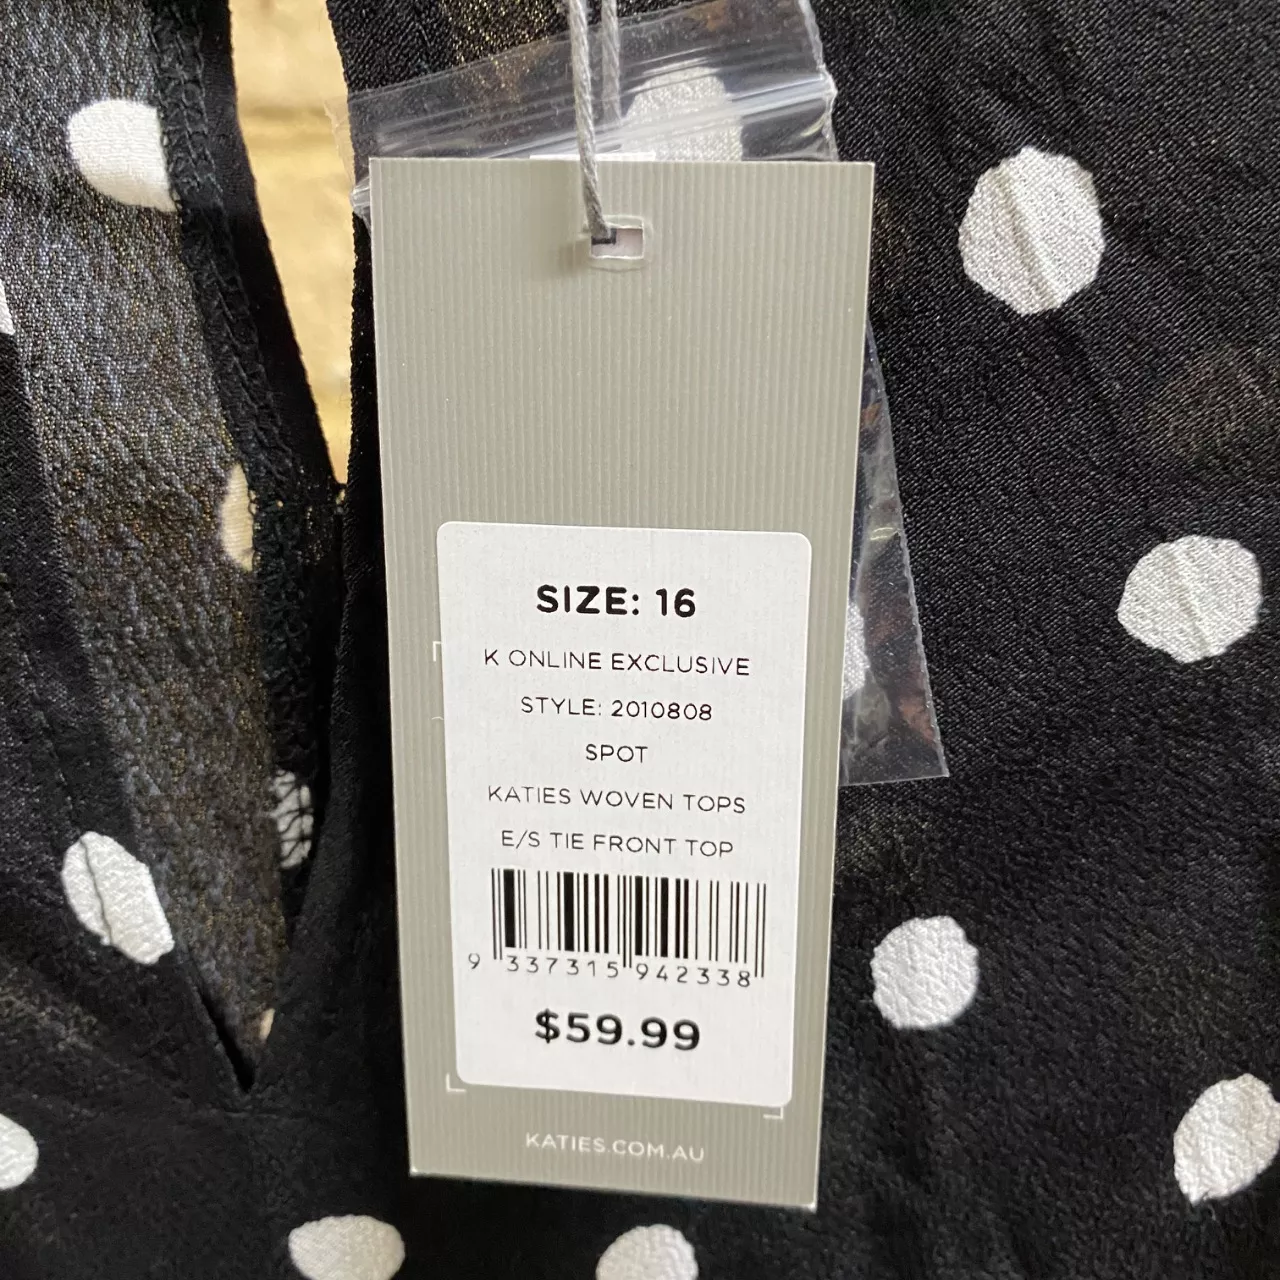 SIZE: 16
K ONLINE EXCLUSIVE
STYLE: 2010808
SPOT
KATIES WOVEN TOPS
E/S TIE FRONT TOP
9 337315 942338
$59.99
KATIES.COM.AU